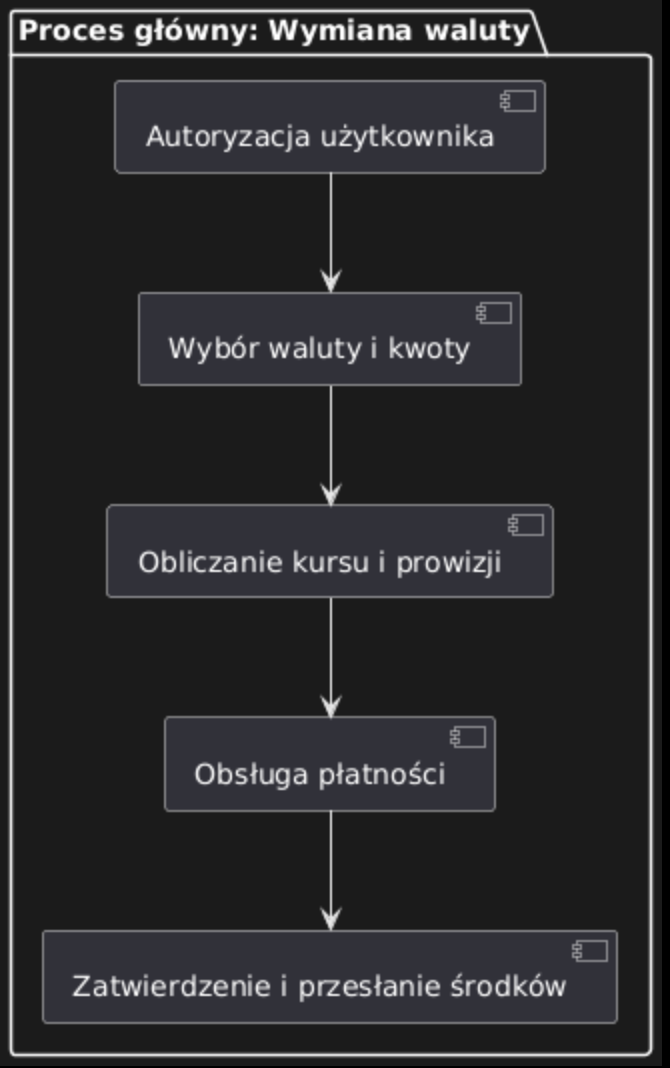 Proces główny: Wymiana waluty
Autoryzacja użytkownika
Wybór waluty i kwoty
Obliczanie kursu i prowizji
Obsługa płatności
Zatwierdzenie i przesłanie środków